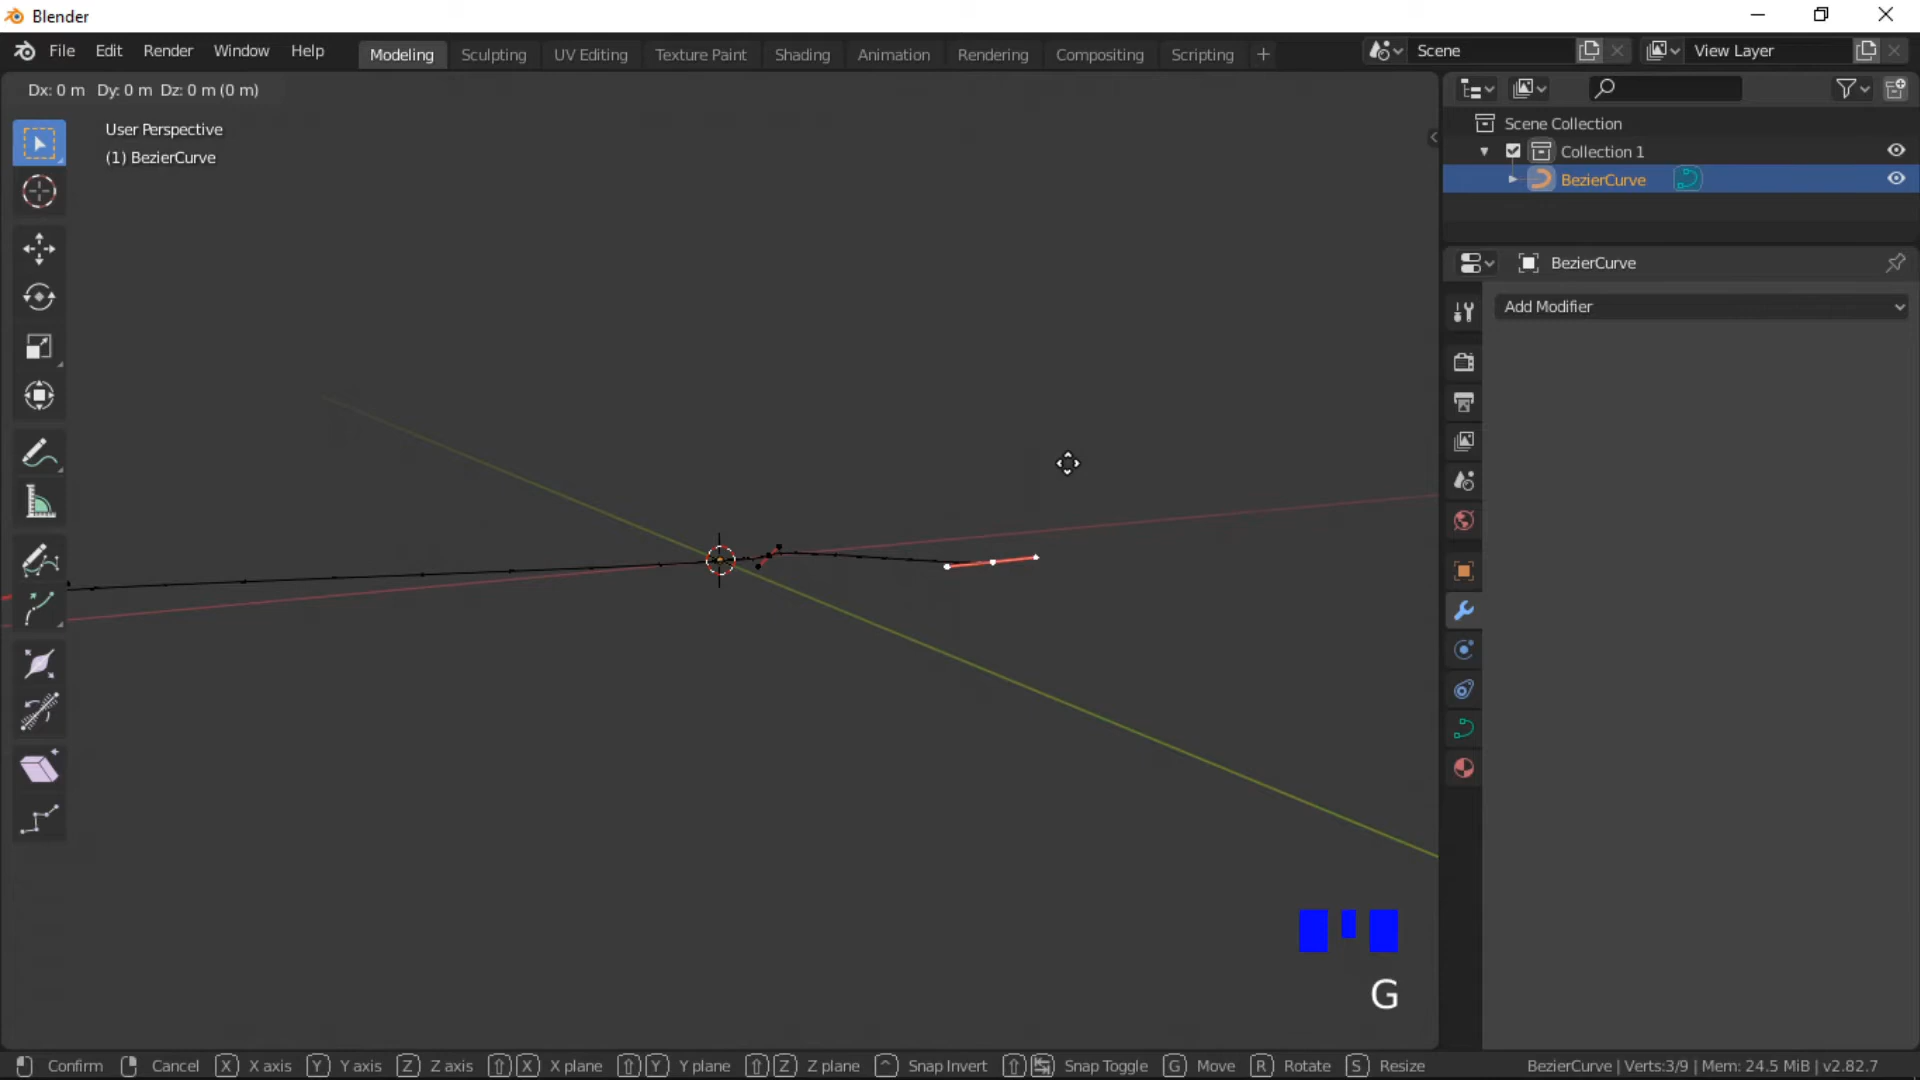 Blender
File Edit Render Window Help
Modeling Sculpting UV Editing Texture Paint Shading Animation Rendering Compositing Scripting +
Scene
View Layer
Dx: 0 m Dy: 0 m Dz: 0 m (0 m)
User Perspective
(1) BezierCurve
Scene Collection
Collection 1
BezierCurve
BezierCurve
Add Modifier
G
Confirm Cancel X X axis Y Y axis Z Z axis X X plane Y Y plane Z Z plane Snap Invert Snap Toggle G Move R Rotate S Resize
BezierCurve | Verts:3/9 | Mem: 24.5 MiB | v2.82.7